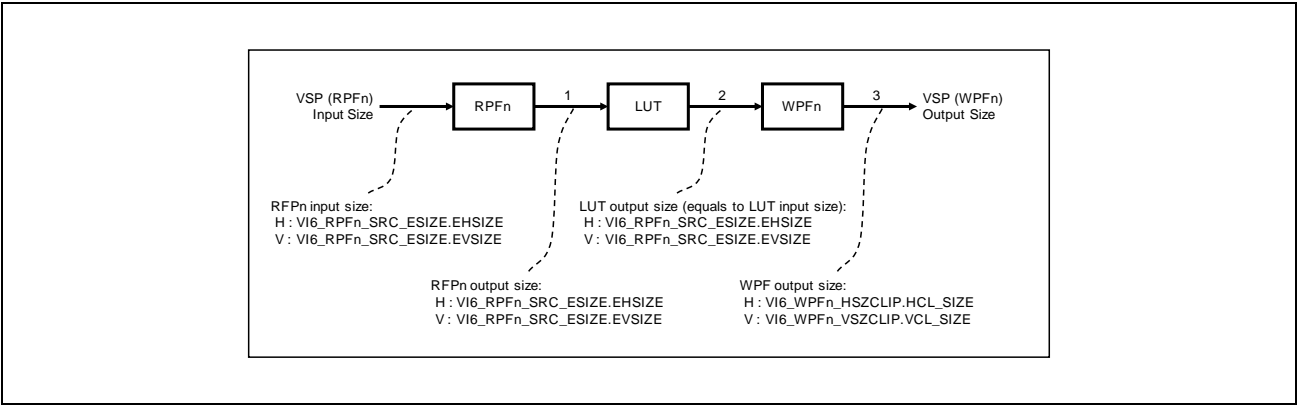 VSP (RPFn)
Input Size
RPFn
1
LUT
2
WPFn
3
VSP (WPFn)
Output Size
RFPn input size:
H : VI6_RPFn_SRC_ESIZE.EHSIZE
V : VI6_RPFn_SRC_ESIZE.EVSIZE
LUT output size (equals to LUT input size):
H : VI6_RPFn_SRC_ESIZE.EHSIZE
V : VI6_RPFn_SRC_ESIZE.EVSIZE
RFPn output size:
H : VI6_RPFn_SRC_ESIZE.EHSIZE
V : VI6_RPFn_SRC_ESIZE.EVSIZE
WPF output size:
H : VI6_WPFn_HSZCLIP.HCL_SIZE
V : VI6_WPFn_VSZCLIP.VCL_SIZE